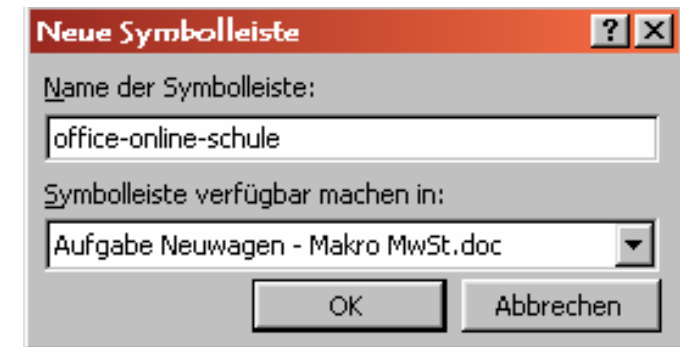 Neue Symbolleiste ? X
Name der Symbolleiste:
office-online-schule
Symbolleiste verfügbar machen in:
Aufgabe Neuwagen - Makro MwSt.doc
OK Abbrechen